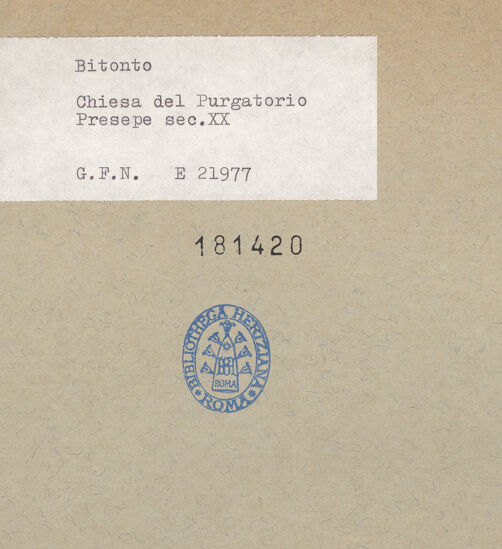 Bitonto
Chiesa del Purgatorio
Presepe sec.XX
G.F.N. E 21977
181420
BIBLIOTHECA HERTZIANA
ROMA
* ROMA *